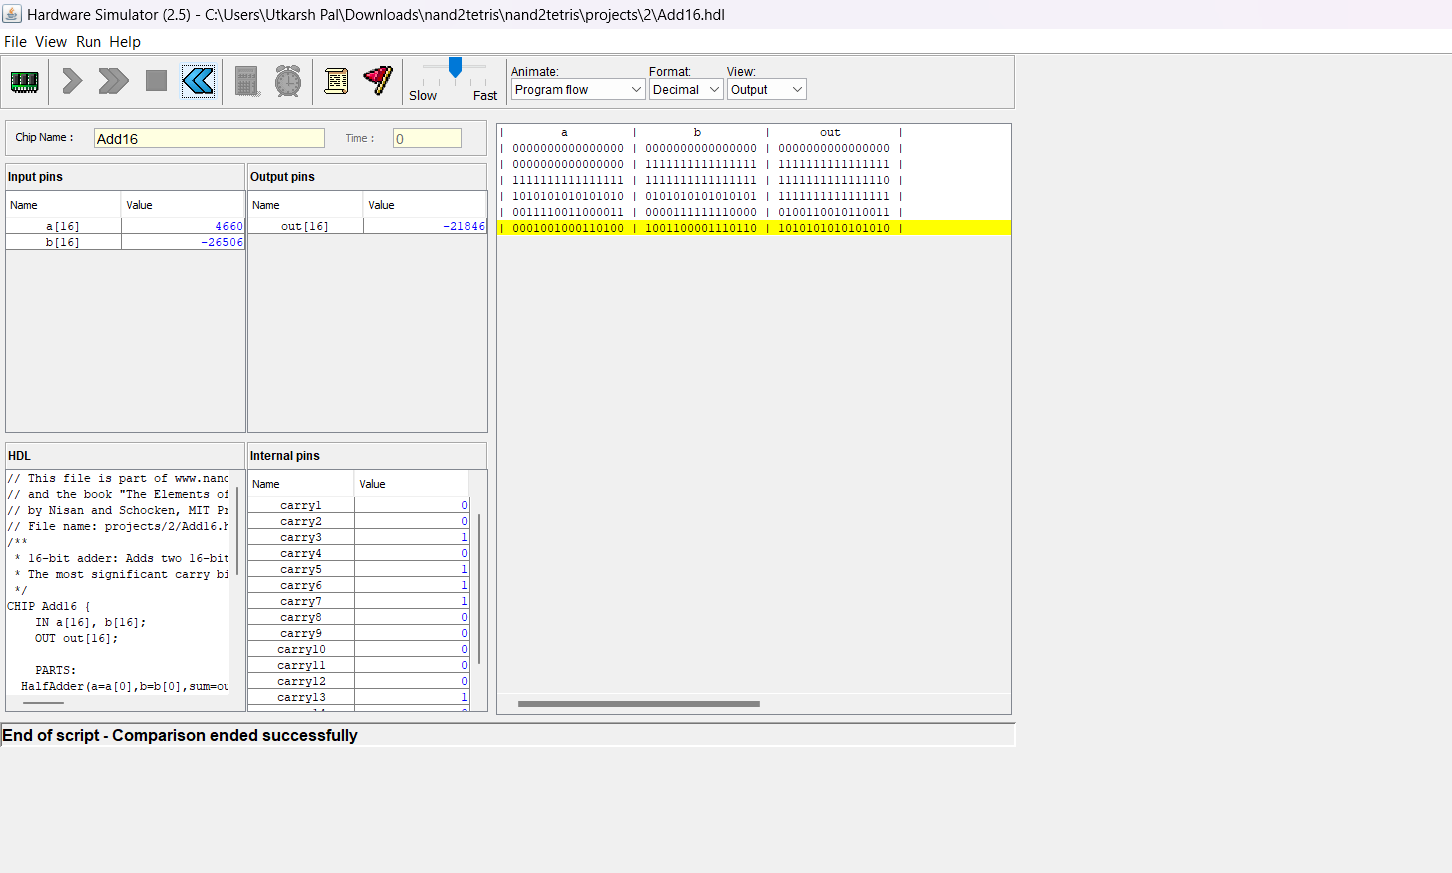 Hardware Simulator (2.5) - C:\Users\Utkarsh Pal\Downloads\nand2tetris\nand2tetris\projects\2\Add16.hdl
File View Run Help
Slow Fast
Animate: Format: View:
Program flow Decimal Output
Chip Name : Add16 Time : 0
Input pins
Name Value
a[16] 4660
b[16] -26506
Output pins
Name Value
out[16] -21846
| a | b | out |
| 0000000000000000 | 0000000000000000 | 0000000000000000 |
| 0000000000000000 | 1111111111111111 | 1111111111111111 |
| 1111111111111111 | 1111111111111111 | 1111111111111110 |
| 1010101010101010 | 0101010101010101 | 1111111111111111 |
| 0011110011000011 | 0000111111110000 | 0100110010110011 |
| 0001001000110100 | 1001100001110110 | 1010101010101010 |
HDL
// This file is part of www.nand
// and the book "The Elements of
// by Nisan and Schocken, MIT Pr
// File name: projects/2/Add16.h
/**
* 16-bit adder: Adds two 16-bit
* The most significant carry bi
*/
CHIP Add16 {
IN a[16], b[16];
OUT out[16];
PARTS:
HalfAdder(a=a[0],b=b[0],sum=ou
Internal pins
Name Value
carry1 0
carry2 0
carry3 1
carry4 0
carry5 1
carry6 1
carry7 1
carry8 0
carry9 0
carry10 0
carry11 0
carry12 0
carry13 1
End of script - Comparison ended successfully